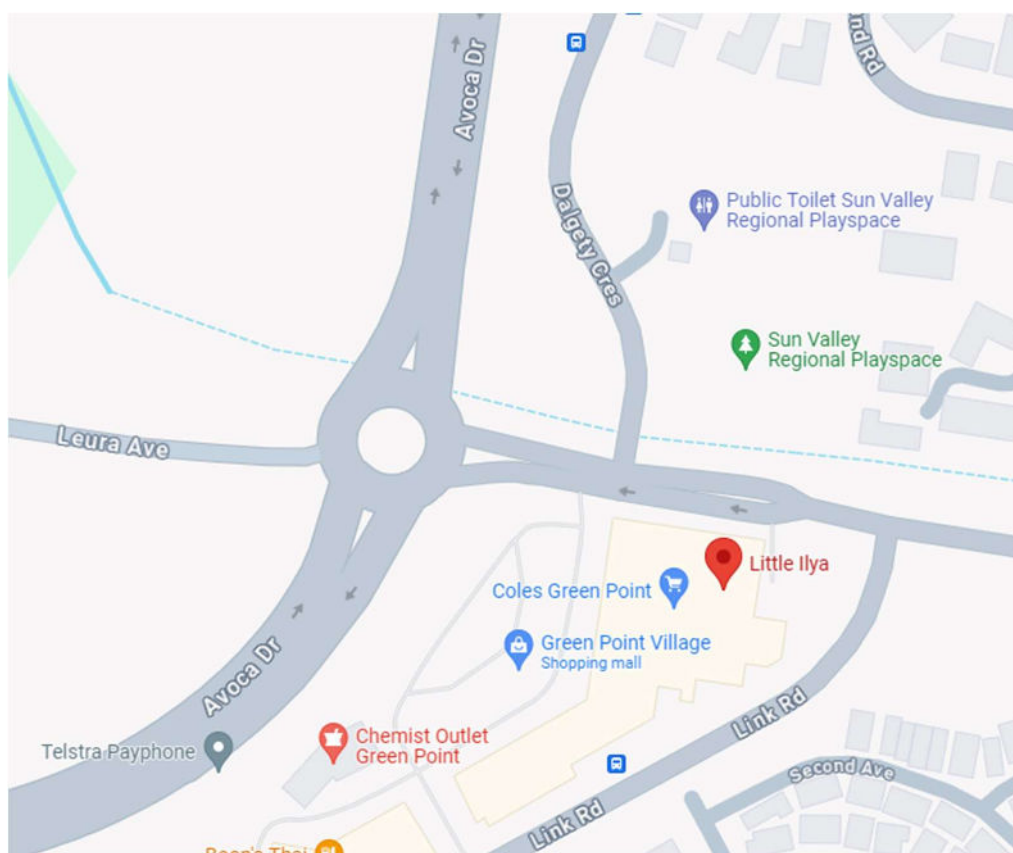 Avoca Dr
and Rd
Dalgety Cres
Public Toilet Sun Valley
Regional Playspace
Sun Valley
Regional Playspace
Leura Ave
Little Ilya
Coles Green Point
Green Point Village
Shopping mall
Avoca Dr
Link Rd
Chemist Outlet
Green Point
Telstra Payphone
Second Ave
Link Rd